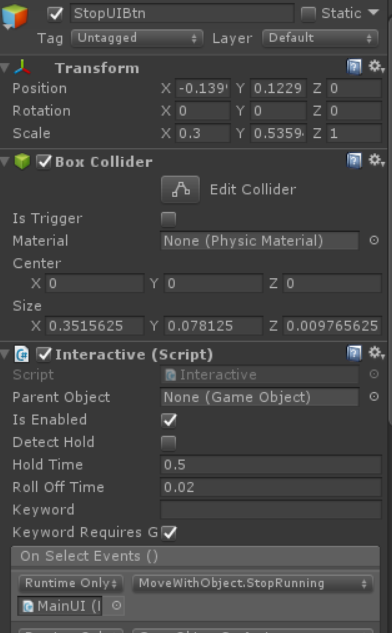 StopUIBtn Static
Tag Untagged Layer Default
Transform
Position X -0.139 Y 0.1229 Z 0
Rotation X 0 Y 0 Z 0
Scale X 0.3 Y 0.5359 Z 1
Box Collider
Edit Collider
Is Trigger
Material None (Physic Material)
Center
X 0 Y 0 Z 0
Size
X 0.3515625 Y 0.078125 Z 0.009765625
Interactive (Script)
Script Interactive
Parent Object None (Game Object)
Is Enabled
Detect Hold
Hold Time 0.5
Roll Off Time 0.02
Keyword
Keyword Requires G
On Select Events ()
Runtime Only MoveWithObject.StopRunning
MainUI (I